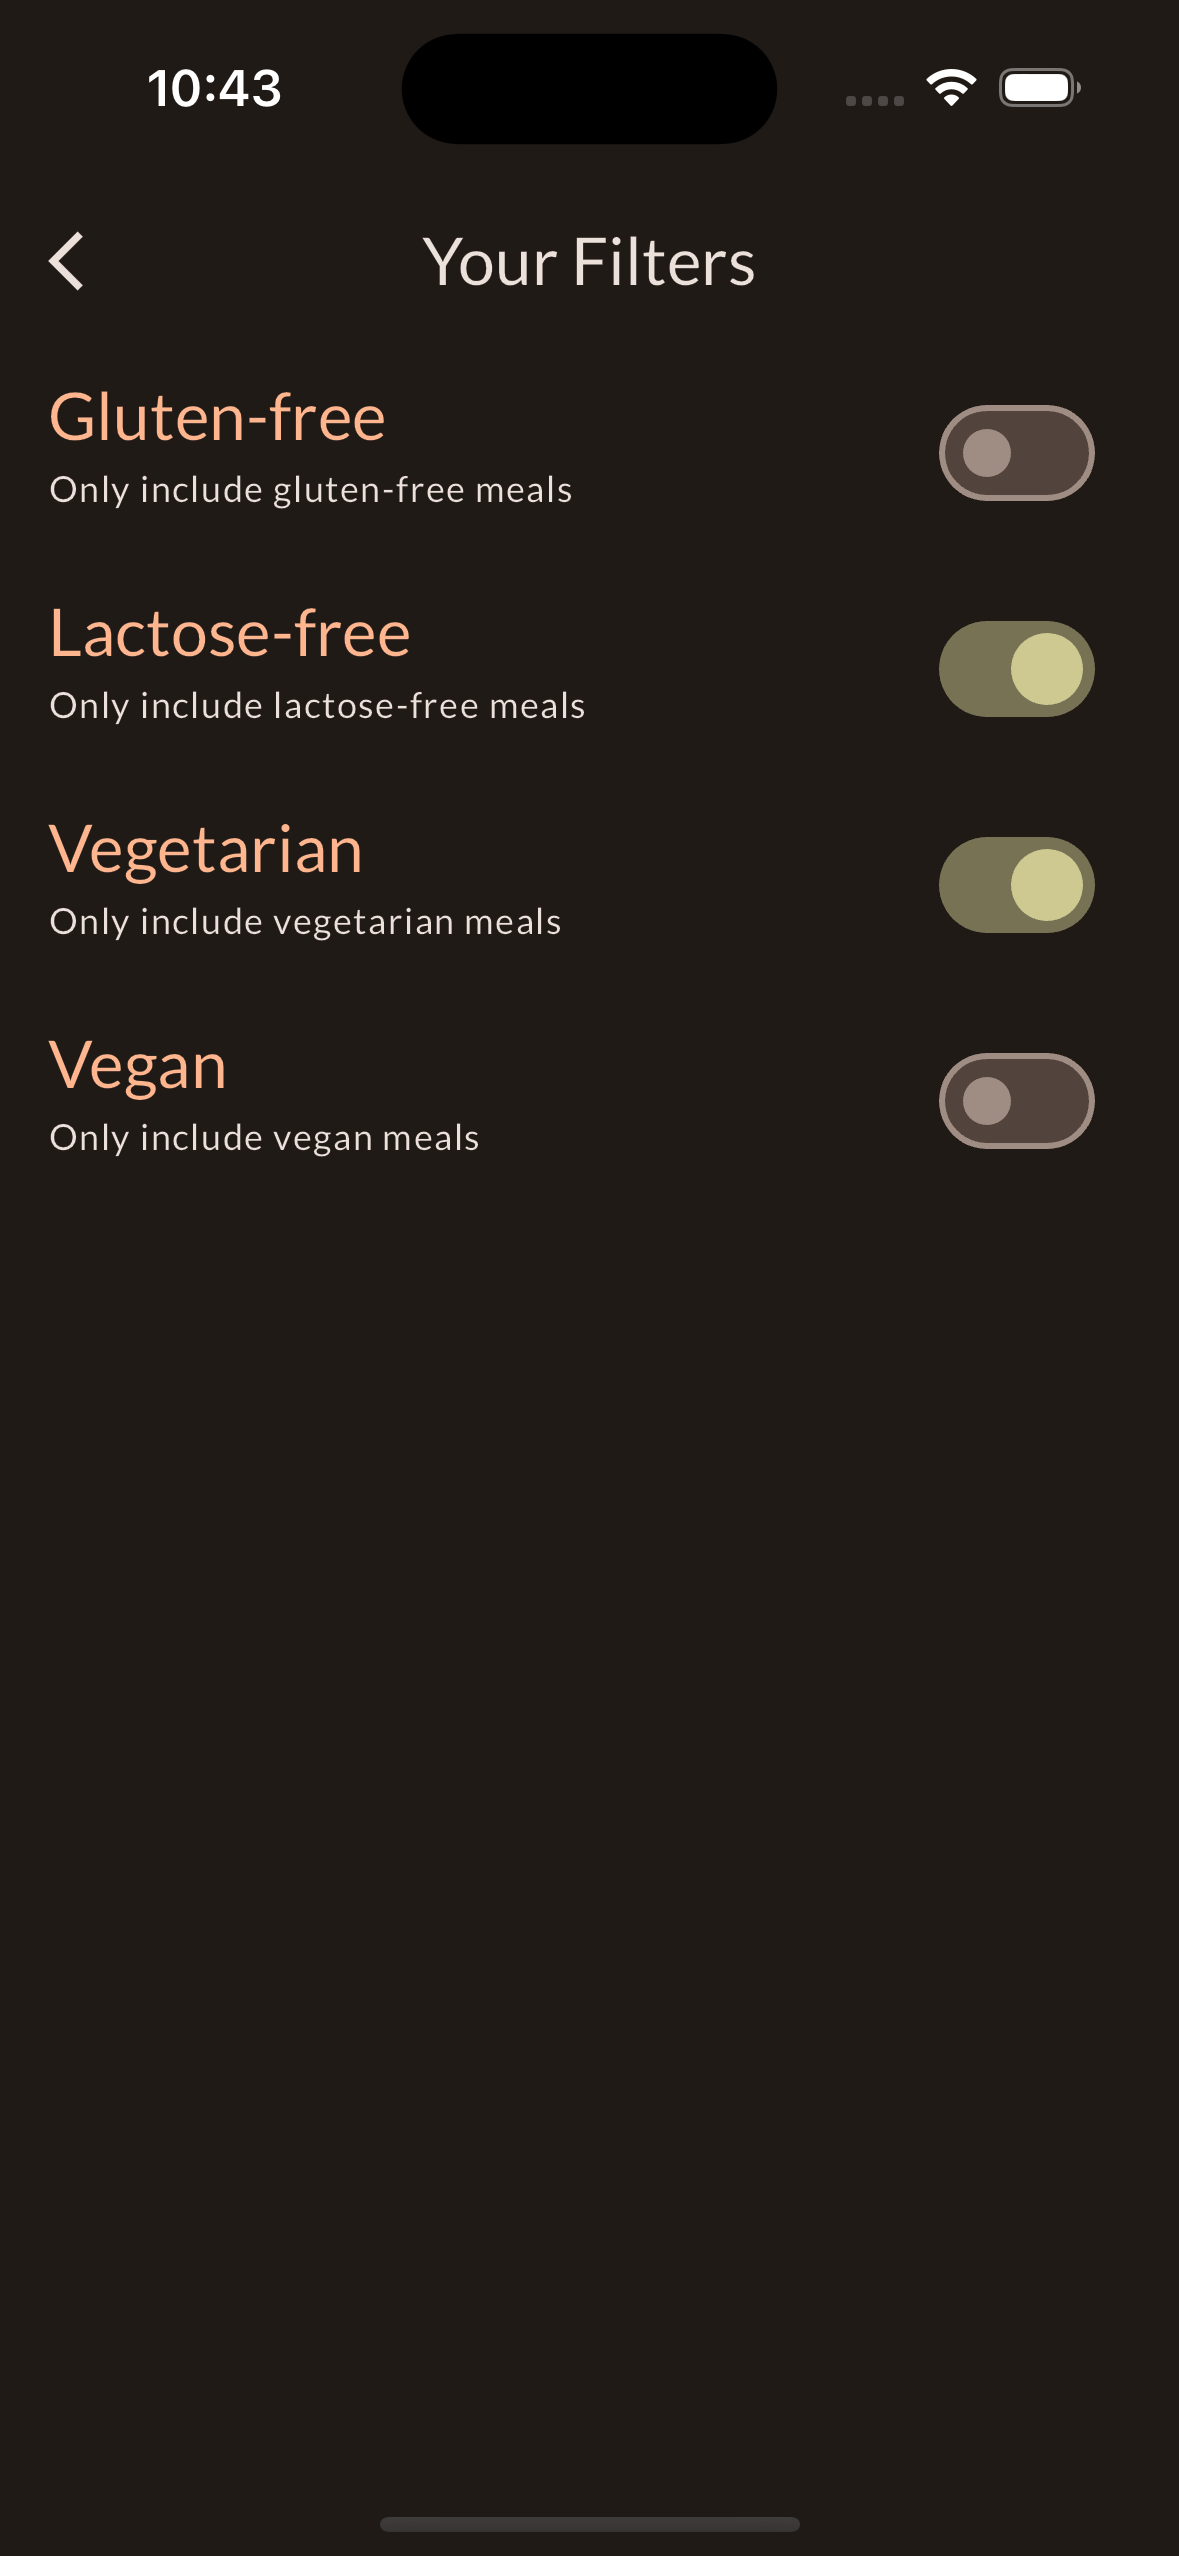 10:43
Your Filters
Gluten-free
Only include gluten-free meals
Lactose-free
Only include lactose-free meals
Vegetarian
Only include vegetarian meals
Vegan
Only include vegan meals